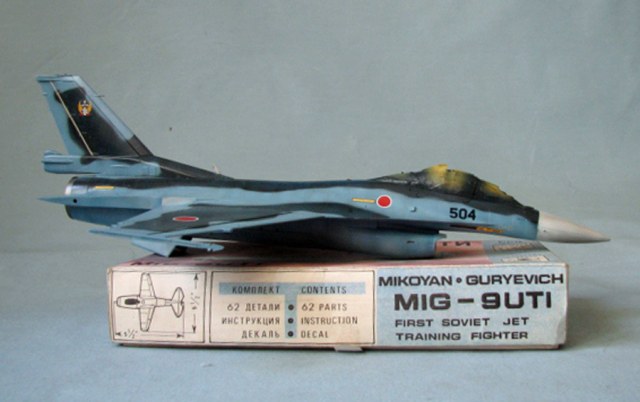 504
КОМПЛЕКТ CONTENTS
62 ДЕТАЛИ • 62 PARTS
ИНСТРУКЦИЯ • INSTRUCTION
ДЕКАЛЬ • DECAL
MIKOYAN • GURYEVICH
MIG-9UTI
FIRST SOVIET JET
TRAINING FIGHTER